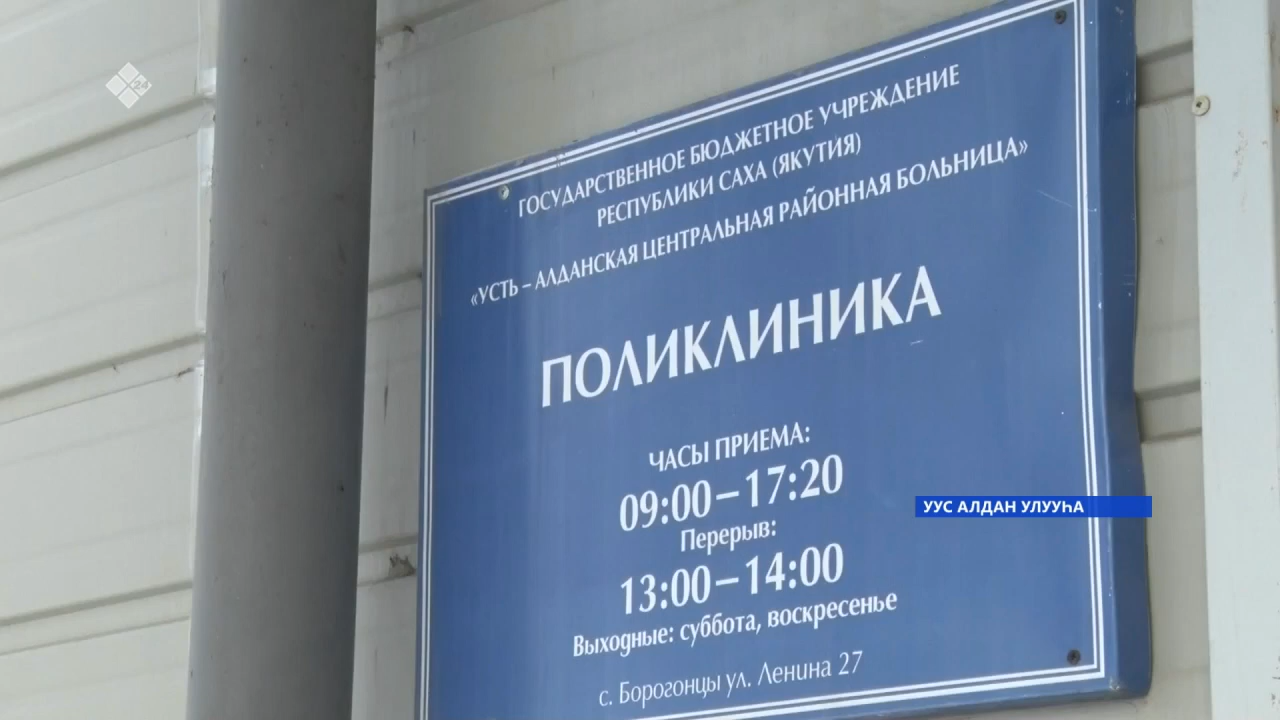 24
ГОСУДАРСТВЕННОЕ БЮДЖЕТНОЕ УЧРЕЖДЕНИЕ
РЕСПУБЛИКИ САХА (ЯКУТИЯ)
«УСТЬ – АЛДАНСКАЯ ЦЕНТРАЛЬНАЯ РАЙОННАЯ БОЛЬНИЦА»
ПОЛИКЛИНИКА
ЧАСЫ ПРИЕМА:
09:00–17:20
Перерыв:
13:00–14:00
Выходные: суббота, воскресенье
с. Борогонцы ул. Ленина 27
УУС АЛДАН УЛУУҺА